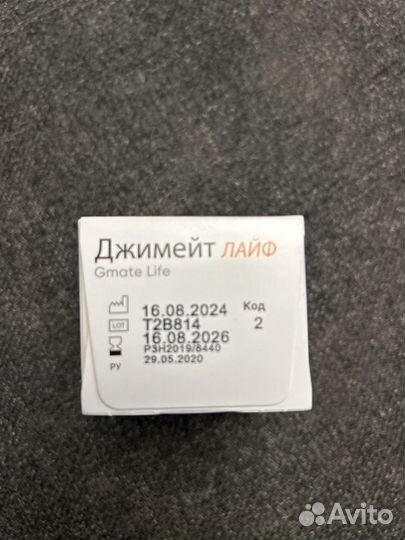 Джимейт ЛАЙФ
Gmate Life
16.08.2024 Код
LOT T2B814 2
16.08.2026
РЗН2019/8440
РУ 29.05.2020
Avito